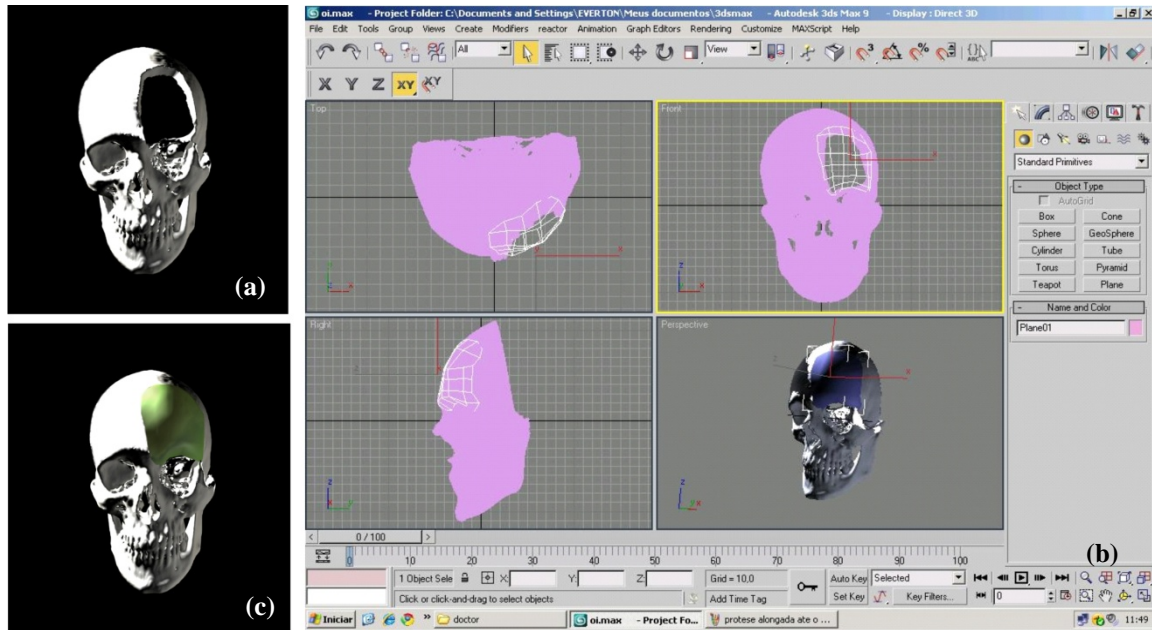 (a)
(c)
oi.max - Project Folder: C:\Documents and Settings\EVERTON\Meus documentos\3dsmax - Autodesk 3ds Max 9 - Display : Direct 3D
File Edit Tools Group Views Create Modifiers reactor Animation Graph Editors Rendering Customize MAXScript Help
All View
X Y Z XY XY
Top Front
Right Perspective
Standard Primitives
Object Type
AutoGrid
Box Cone
Sphere GeoSphere
Cylinder Tube
Torus Pyramid
Teapot Plane
Name and Color
Plane01
(b)
0 / 100
0 10 20 30 40 50 60 70 80 90 100
1 Object Sele X: Y: Z: Grid = 10,0 Auto Key Selected
Click or click-and-drag to select objects Add Time Tag Set Key Key Filters... 0
Iniciar » doctor oi.max - Project Fo... protese alongada ate o ... 11:49